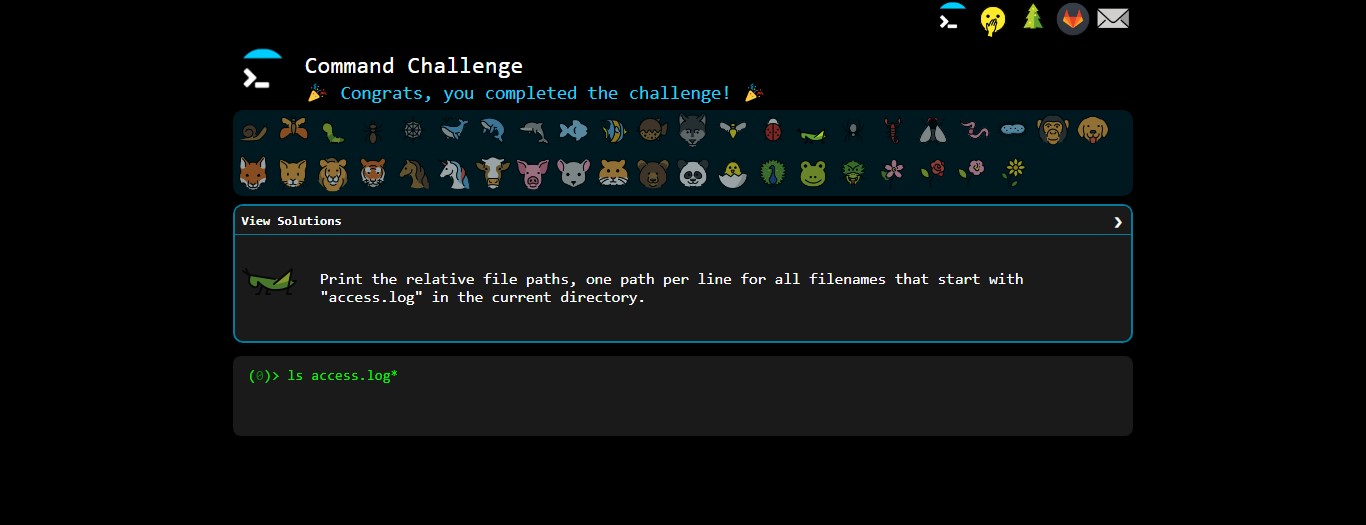 Command Challenge
Congrats, you completed the challenge!
View Solutions
Print the relative file paths, one path per line for all filenames that start with
"access.log" in the current directory.
(0)> ls access.log*